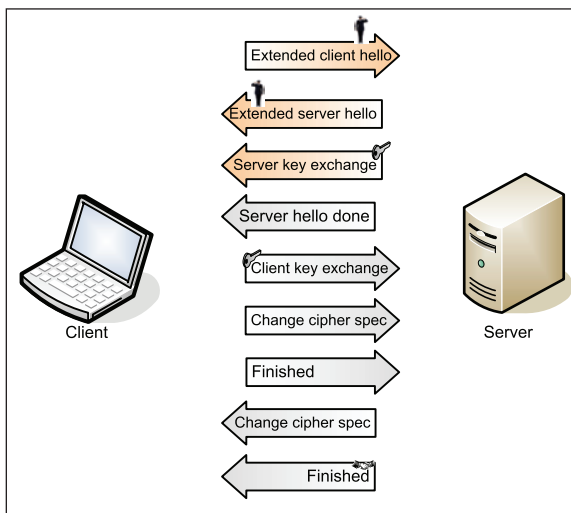 Extended client hello
Extended server hello
Server key exchange
Server hello done
Client key exchange
Change cipher spec
Client
Server
Finished
Change cipher spec
Finished